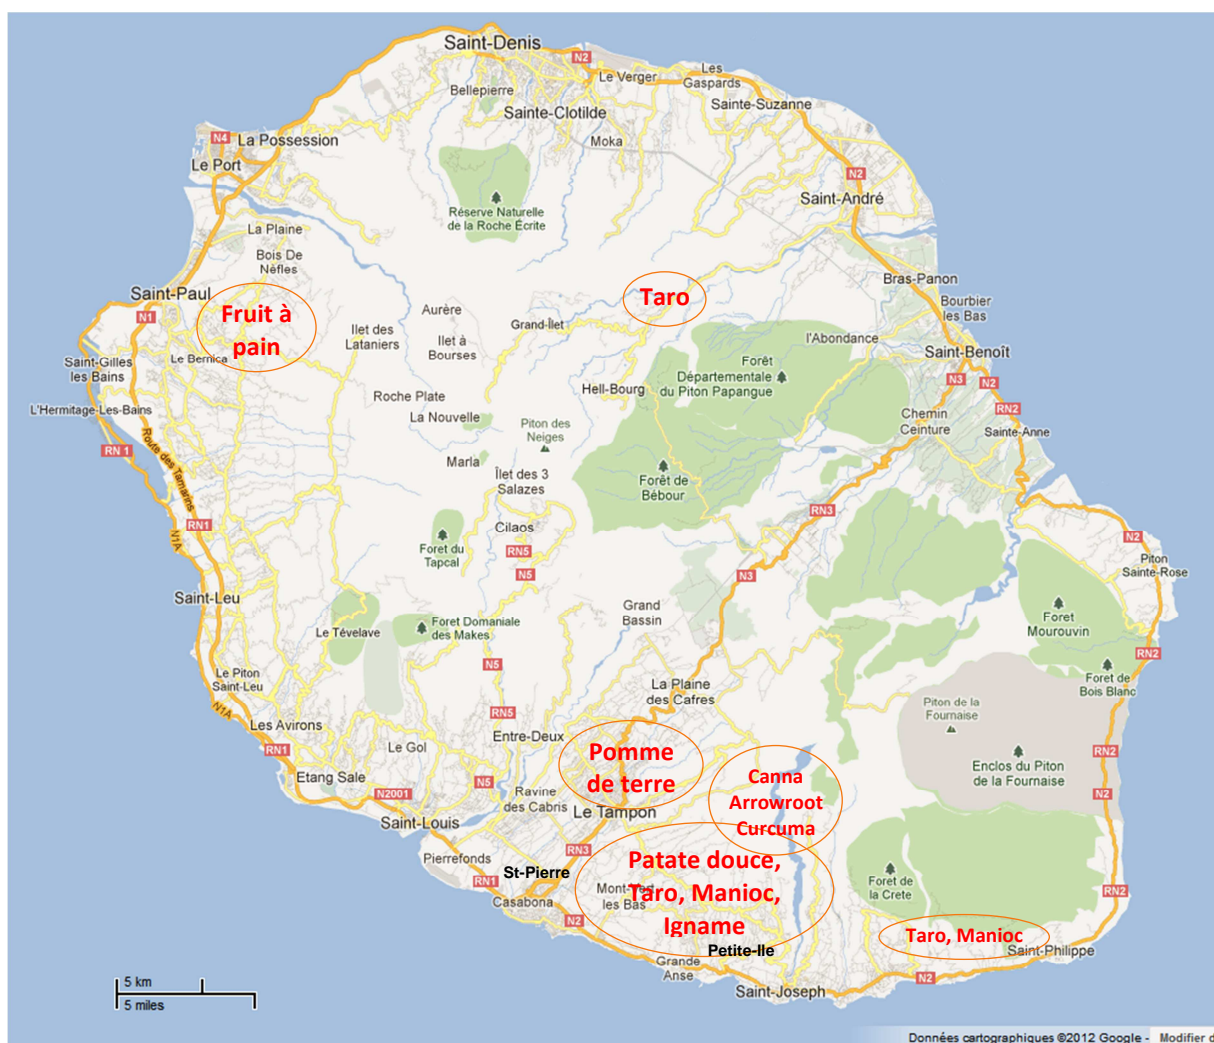 Saint-Denis
N2
Le Verger
Les
Gaspards
Bellepierre
Sainte-Suzanne
Sainte-Clotilde
N4
La Possession
Moka
Le Port
N2
Saint-André
Réserve Naturelle
de la Roche Écrite
La Plaine
Bois De
Nèfles
Bras-Panon
Saint-Paul
Taro
Bourbier
les Bas
Fruit à
pain
N1
Aurère
Grand-Îlet
Ilet des
Lataniers
Ilet à
Bourses
l'Abondance
Saint-Benoît
Le Bernica
Saint-Gilles
les Bains
Forêt
Départementale
du Piton Papangue
N3
N2
Hell-Bourg
Roche Plate
L'Hermitage-Les-Bains
La Nouvelle
RN2
Chemin
Ceinture
Sainte-Anne
Piton des
Neiges
RN 1
Route des Tamarins
Marla
Îlet des 3
Salazes
Forêt de
Bébour
RN3
RN1
N1A
Cilaos
N2
Foret du
Tapcal
RN5
N5
N3
Piton
Sainte-Rose
Saint-Leu
Grand
Bassin
Foret
Mourouvin
Le Tévelave
Foret Domaniale
des Makes
RN2
N5
Le Piton
Saint-Leu
La Plaine
des Cafres
Foret de
Bois Blanc
N1A
RN5
Piton de la
Fournaise
Les Avirons
Entre-Deux
RN1
Le Gol
Pomme
de terre
RN2
Enclos du Piton
de la Fournaise
Etang Sale
N5
Canna
Arrowroot
Curcuma
N2001
Ravine
des Cabris
N2
Le Tampon
Saint-Louis
RN3
Pierrefonds
Patate douce,
Taro, Manioc,
Igname
St-Pierre
RN1
Mont-Vert
les Bas
Foret de
la Crete
RN2
Casabona
N2
Petite-Ile
Taro, Manioc
Saint-Philippe
Grande
Anse
N2
5 km
5 miles
Saint-Joseph
Données cartographiques ©2012 Google -
Modifier d